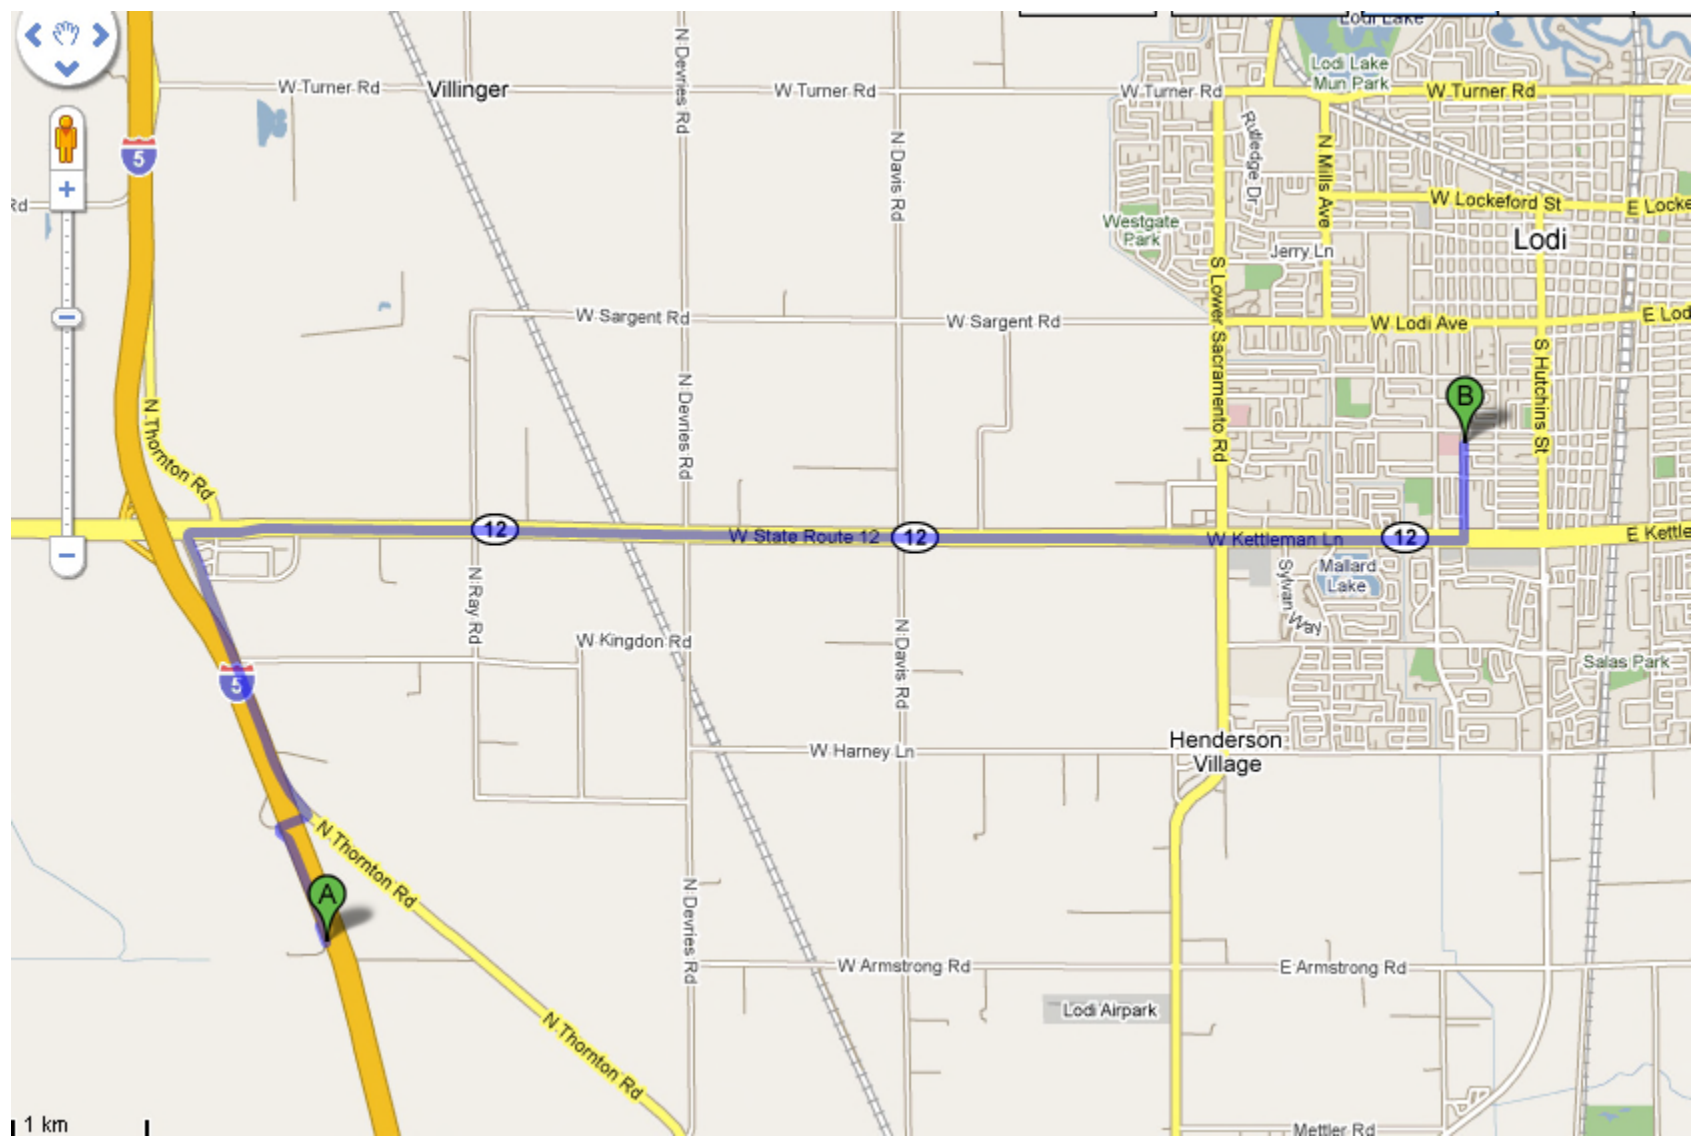 Lodi Lake
Lodi Lake
Mun Park
W Turner Rd
Villinger
W Turner Rd
W Turner Rd
W Turner Rd
N Devries Rd
5
+
Rd
N Davis Rd
Rutledge Dr
N Mills Ave
W Lockeford St
E Locke
Westgate
Park
Jerry Ln
Lodi
S Lower Sacramento Rd
W Sargent Rd
W Sargent Rd
W Lodi Ave
E Lod
S Hutchins St
N Devries Rd
B
N Thornton Rd
12
W State Route 12
12
W Kettleman Ln
12
E Kettle
Mallard
Lake
Sylvan Way
N Ray Rd
W Kingdon Rd
N Davis Rd
Salas Park
5
W Harney Ln
Henderson
Village
N Thornton Rd
A
N Devries Rd
W Armstrong Rd
E Armstrong Rd
Lodi Airpark
N Thornton Rd
1 km
Mettler Rd